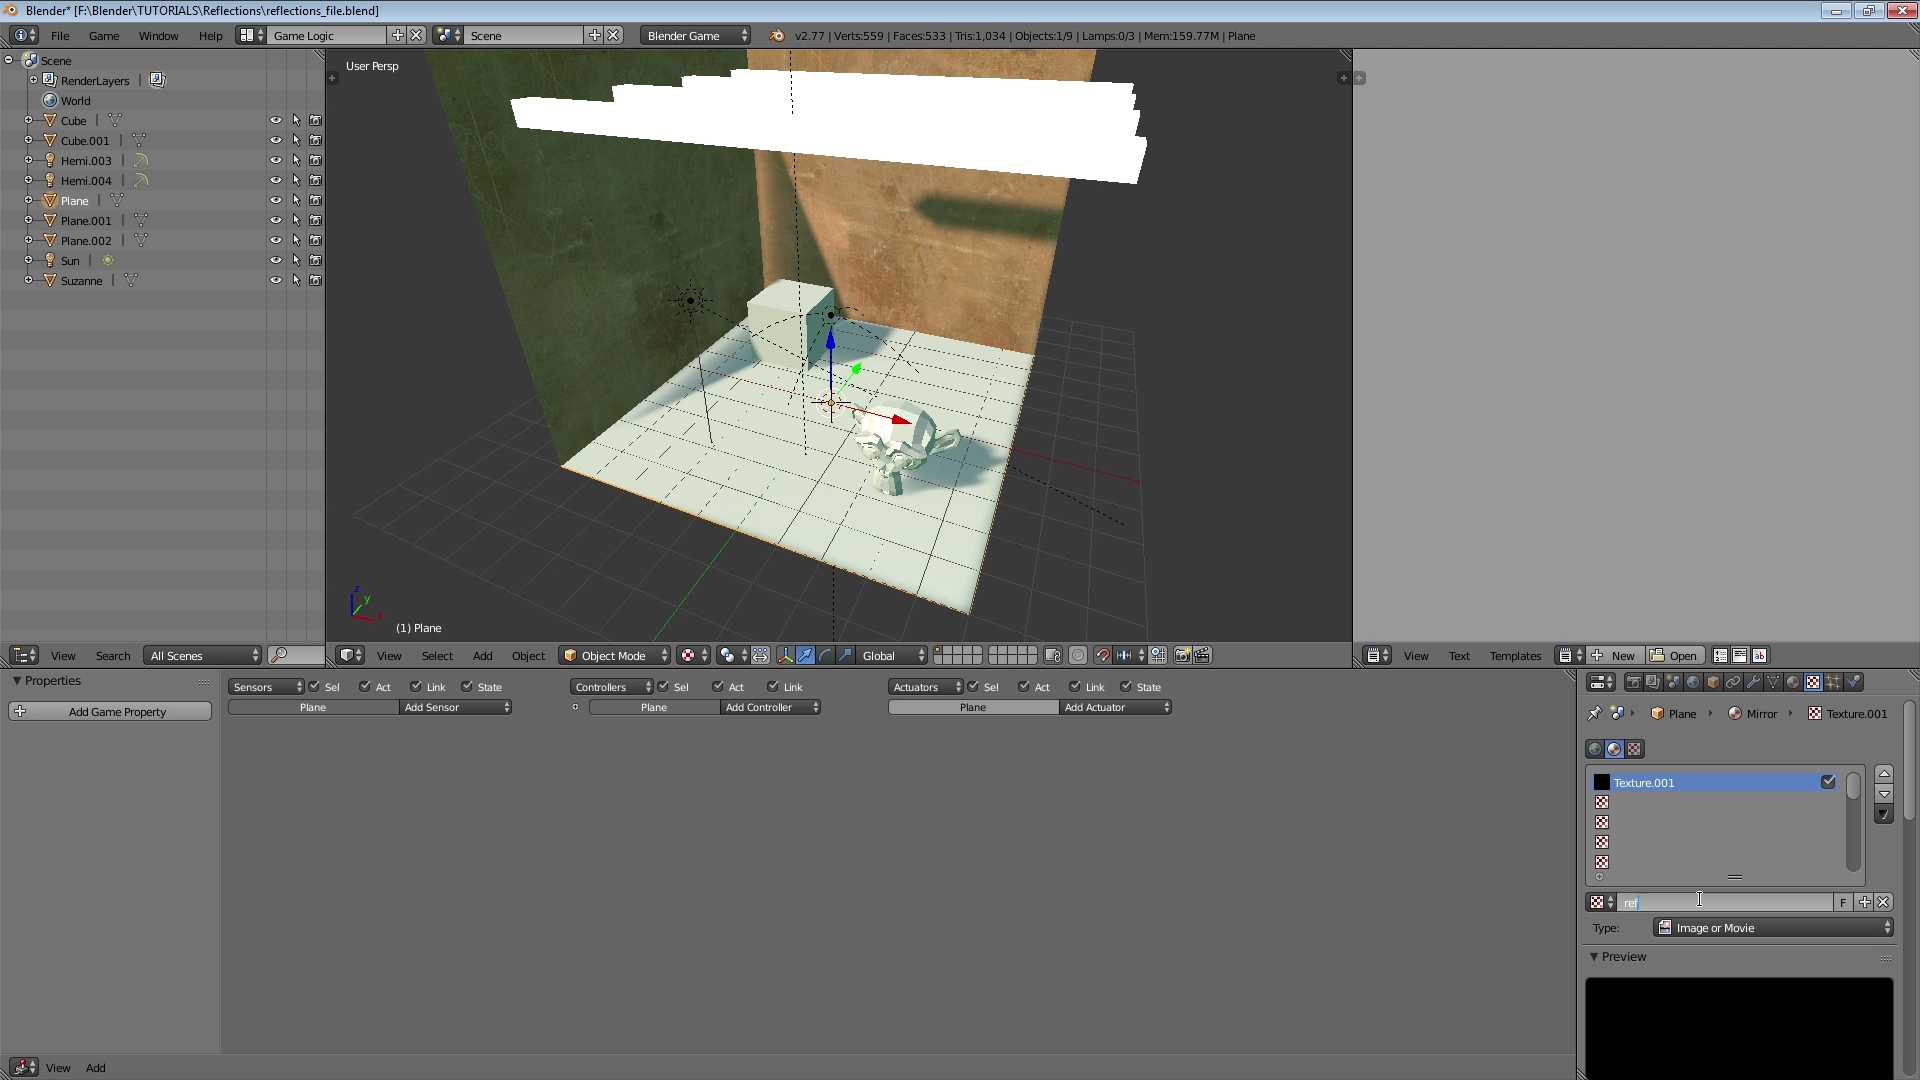 Blender* [F:\Blender\TUTORIALS\Reflections\reflections_file.blend]
File Game Window Help Game Logic Scene Blender Game v2.77 | Verts:559 | Faces:533 | Tris:1,034 | Objects:1/9 | Lamps:0/3 | Mem:159.77M | Plane
Scene
RenderLayers |
World
Cube |
Cube.001 |
Hemi.003 |
Hemi.004 |
Plane |
Plane.001 |
Plane.002 |
Sun |
Suzanne |
User Persp
z
y
x
(1) Plane
View Search All Scenes
View Select Add Object Object Mode Global
View Text Templates New Open
Properties
Add Game Property
Sensors Sel Act Link State
Plane Add Sensor
Controllers Sel Act Link
Plane Add Controller
Actuators Sel Act Link State
Plane Add Actuator
Plane Mirror Texture.001
Texture.001
ref F
Type: Image or Movie
Preview
View Add